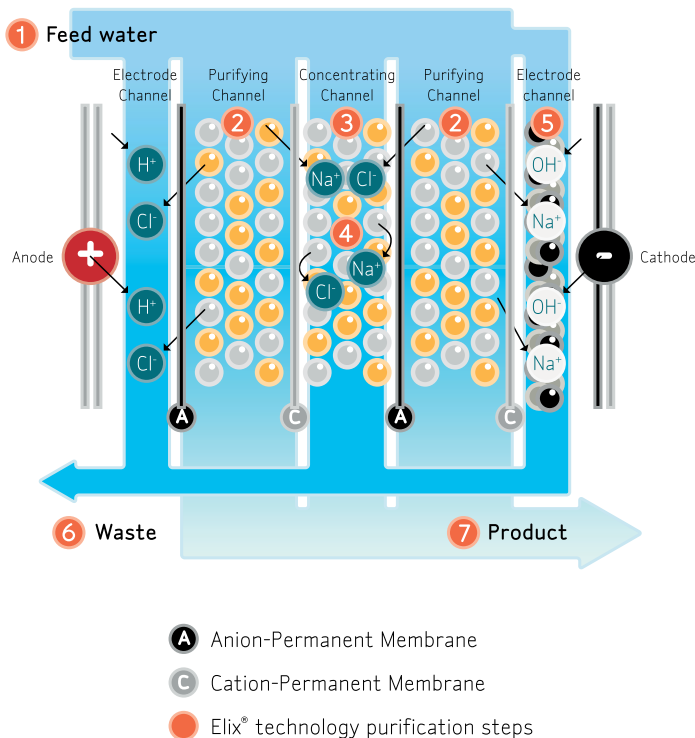 1 Feed water
Electrode
Channel
Purifying
Channel
Concentrating
Channel
Purifying
Channel
Electrode
channel
2
3
2
5
H⁺
Na⁺
Cl⁻
OH⁻
Cl⁻
Na⁺
4
Anode
+
-
Cathode
Na⁺
Cl⁻
H⁺
OH⁻
Cl⁻
Na⁺
A
C
A
C
6 Waste
7 Product
A Anion-Permanent Membrane
C Cation-Permanent Membrane
Elix® technology purification steps